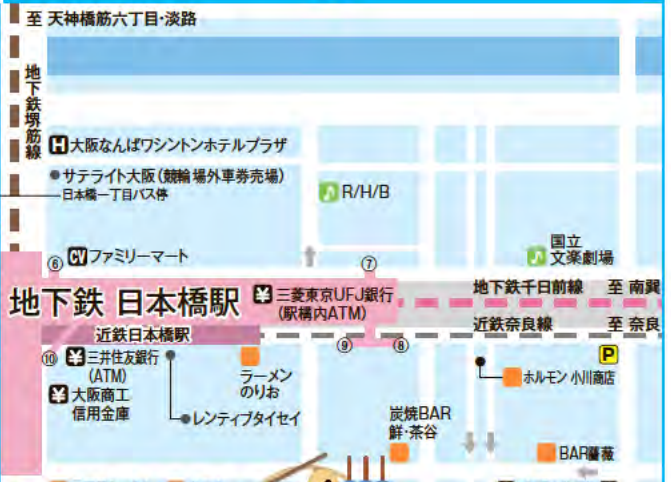 至 天神橋筋六丁目・淡路
地下鉄堺筋線
H 大阪なんばワシントンホテルプラザ
サテライト大阪（競輪場外車券売場）
日本橋一丁目バス停
R/H/B
国立
文楽劇場
⑥ CV ファミリーマート
⑦
地下鉄 日本橋駅
¥ 三菱東京UFJ銀行
（駅構内ATM）
地下鉄千日前線 至 南巽
近鉄日本橋駅
近鉄奈良線 至 奈良
⑨
⑧
⑩ ¥ 三井住友銀行
（ATM）
¥ 大阪商工
信用金庫
レンティブタイセイ
ラーメン
のりお
P
ホルモン 小川商店
炭焼BAR
鮮・茶谷
BAR薔薇